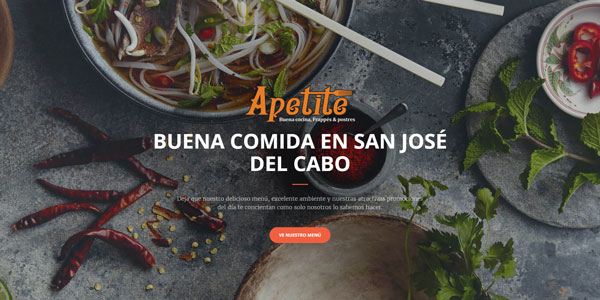 Apetite
Buena cocina, Frappés & postres
BUENA COMIDA EN SAN JOSÉ
DEL CABO
Deja que nuestro delicioso menú, excelente ambiente y nuestras atractivas promociones
del día te concientan como solo nosotros lo sabemos hacer.
VE NUESTRO MENÚ